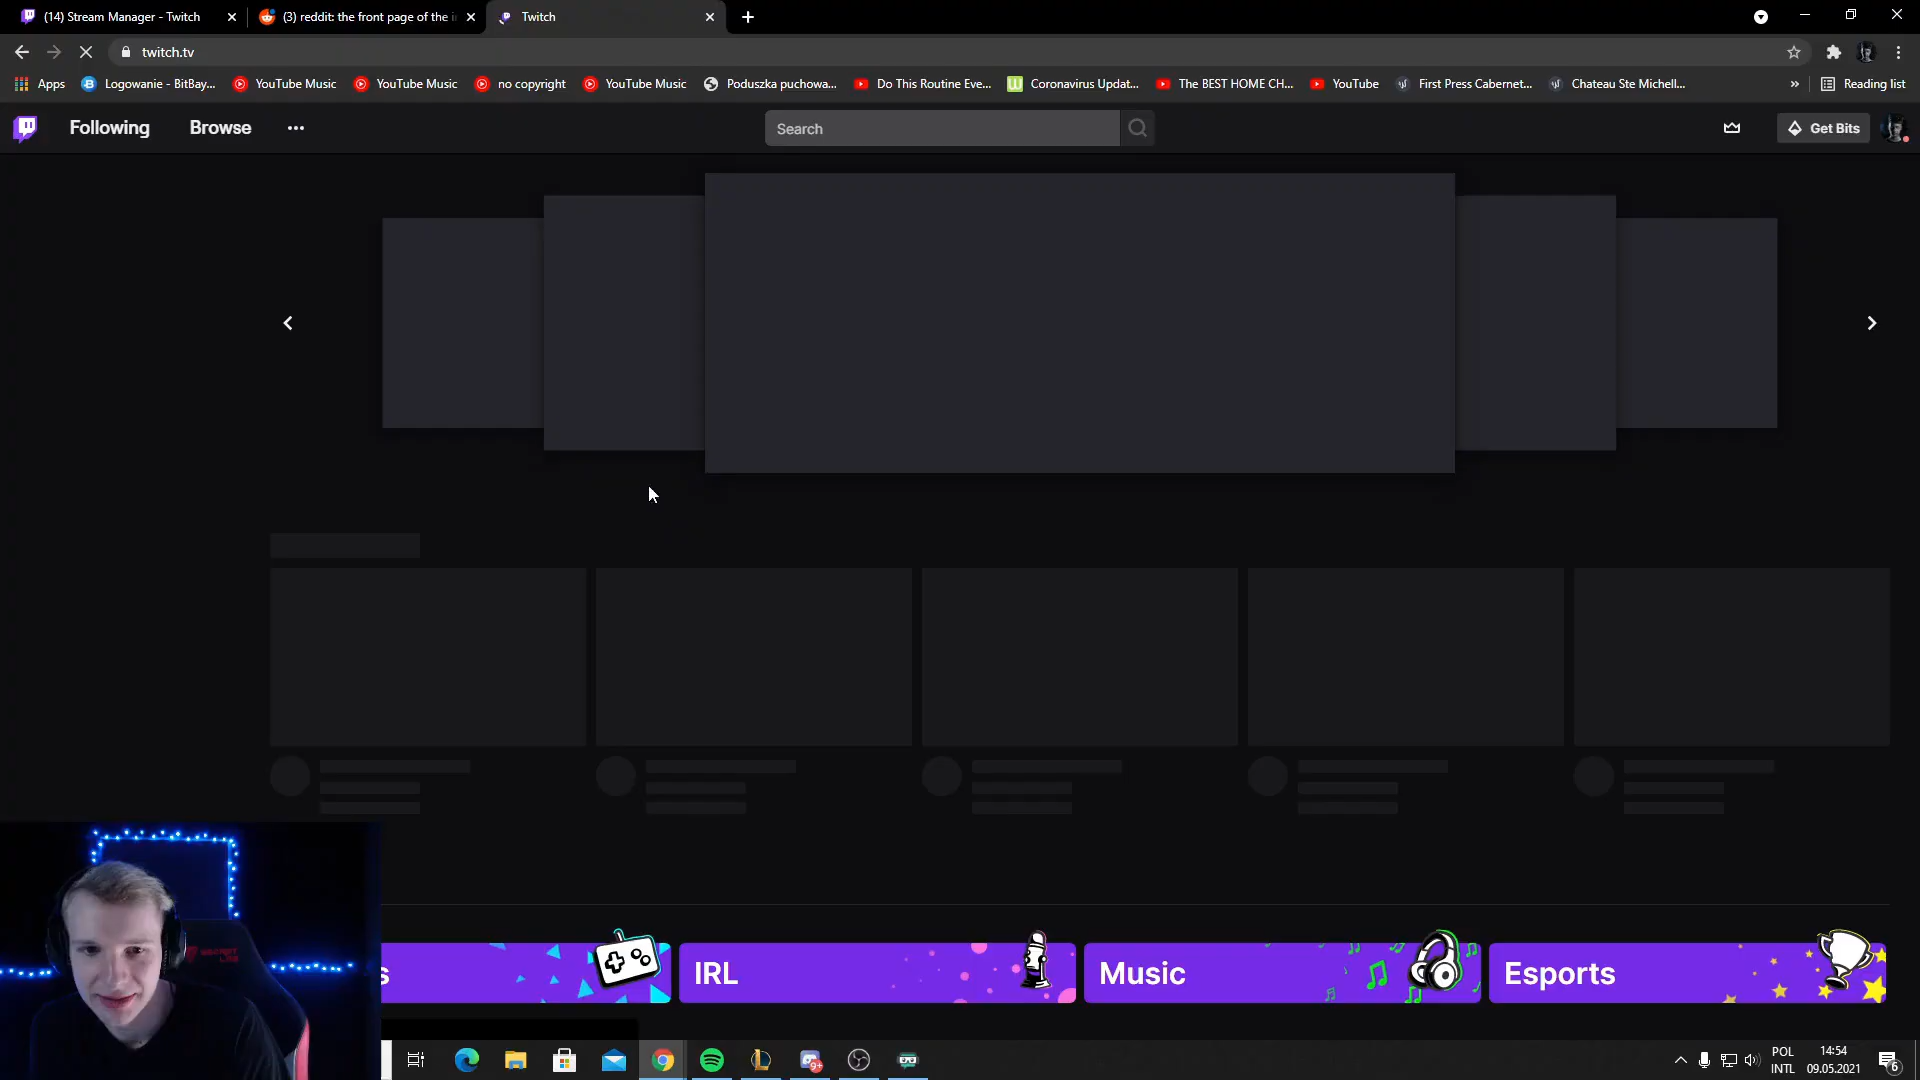 (14) Stream Manager - Twitch
(3) reddit: the front page of the i
Twitch
twitch.tv
Apps
Logowanie - BitBay...
YouTube Music
YouTube Music
no copyright
YouTube Music
Poduszka puchowa...
Do This Routine Eve...
Coronavirus Updat...
The BEST HOME CH...
YouTube
First Press Cabernet...
Chateau Ste Michell...
»
Reading list
Following
Browse
Search
Get Bits
s
IRL
Music
Esports
9+
POL
INTL
14:54
09.05.2021
6